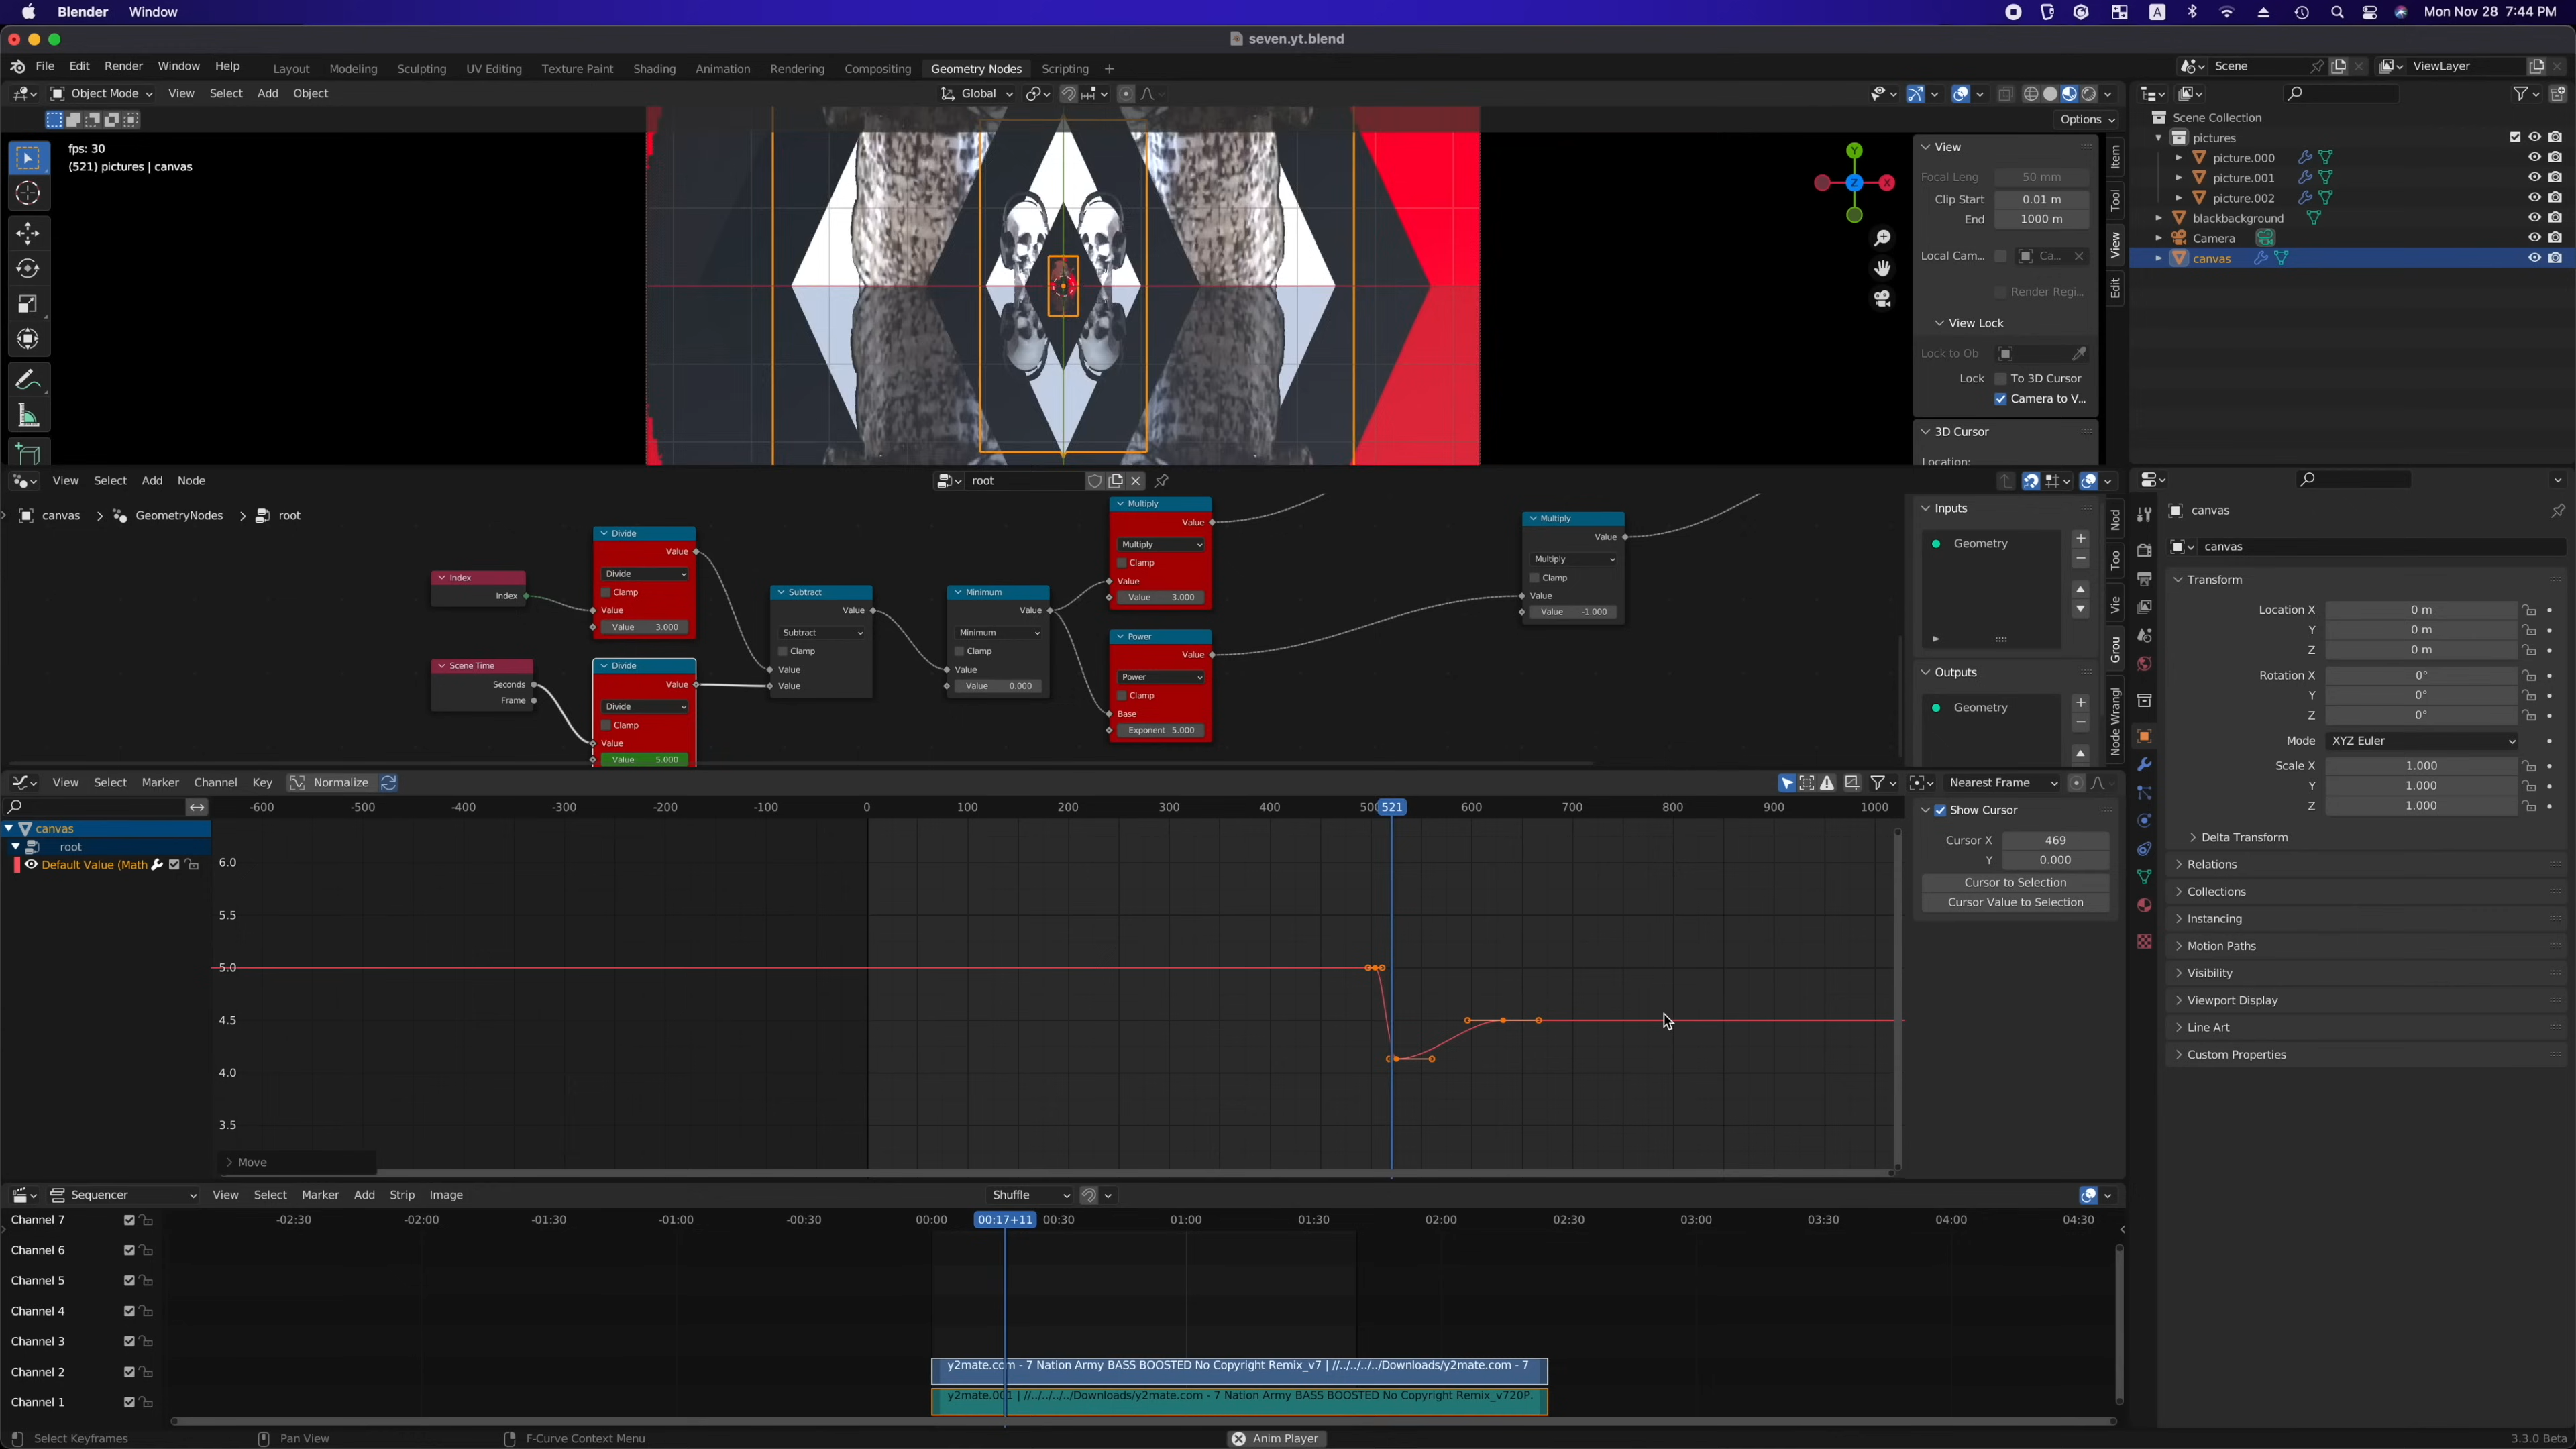 Blender Window A Mon Nov 28 7:44 PM
seven.yt.blend
File Edit Render Window Help Layout Modeling Sculpting UV Editing Texture Paint Shading Animation Rendering Compositing Geometry Nodes Scripting + Scene ViewLayer
Object Mode View Select Add Object Global
Options
fps: 30
(521) pictures | canvas
Y
Z
X
View
Focal Leng 50 mm
Clip Start 0.01 m
End 1000 m
Local Cam... Ca...
Render Regi...
View Lock
Lock to Ob
Lock To 3D Cursor
Camera to V...
3D Cursor
Location:
Item
Tool
View
Edit
Scene Collection
pictures
picture.000
picture.001
picture.002
blackbackground
Camera
canvas
View Select Add Node root
canvas > GeometryNodes > root
Index
Index
Scene Time
Seconds
Frame
Divide
Value
Divide
Clamp
Value
Value 3.000
Divide
Value
Divide
Clamp
Value
Value 5.000
Subtract
Value
Subtract
Clamp
Value
Value
Minimum
Value
Minimum
Clamp
Value
Value 0.000
Multiply
Value
Multiply
Clamp
Value
Value 3.000
Power
Value
Power
Clamp
Base
Exponent 5.000
Multiply
Value
Multiply
Clamp
Value
Value -1.000
Inputs
Geometry
Outputs
Geometry
Nod
Too
Vie
Grou
Node Wrangl
canvas
canvas
Transform
Location X 0 m
Y 0 m
Z 0 m
Rotation X 0°
Y 0°
Z 0°
Mode XYZ Euler
Scale X 1.000
Y 1.000
Z 1.000
Delta Transform
Relations
Collections
Instancing
Motion Paths
Visibility
Viewport Display
Line Art
Custom Properties
View Select Marker Channel Key Normalize Nearest Frame
-600 -500 -400 -300 -200 -100 0 100 200 300 400 500 521 600 700 800 900 1000
canvas
root
Default Value (Math
6.0
5.5
5.0
4.5
4.0
3.5
Move
Show Cursor
Cursor X 469
Y 0.000
Cursor to Selection
Cursor Value to Selection
Sequencer View Select Marker Add Strip Image Shuffle
-02:30 -02:00 -01:30 -01:00 -00:30 00:00 00:17+11 00:30 01:00 01:30 02:00 02:30 03:00 03:30 04:00 04:30
Channel 7
Channel 6
Channel 5
Channel 4
Channel 3
Channel 2
Channel 1
y2mate.com - 7 Nation Army BASS BOOSTED No Copyright Remix_v7 | //../../../../Downloads/y2mate.com - 7
y2mate.001 | //../../../../Downloads/y2mate.com - 7 Nation Army BASS BOOSTED No Copyright Remix_v720P.
Select Keyframes Pan View F-Curve Context Menu Anim Player 3.3.0 Beta